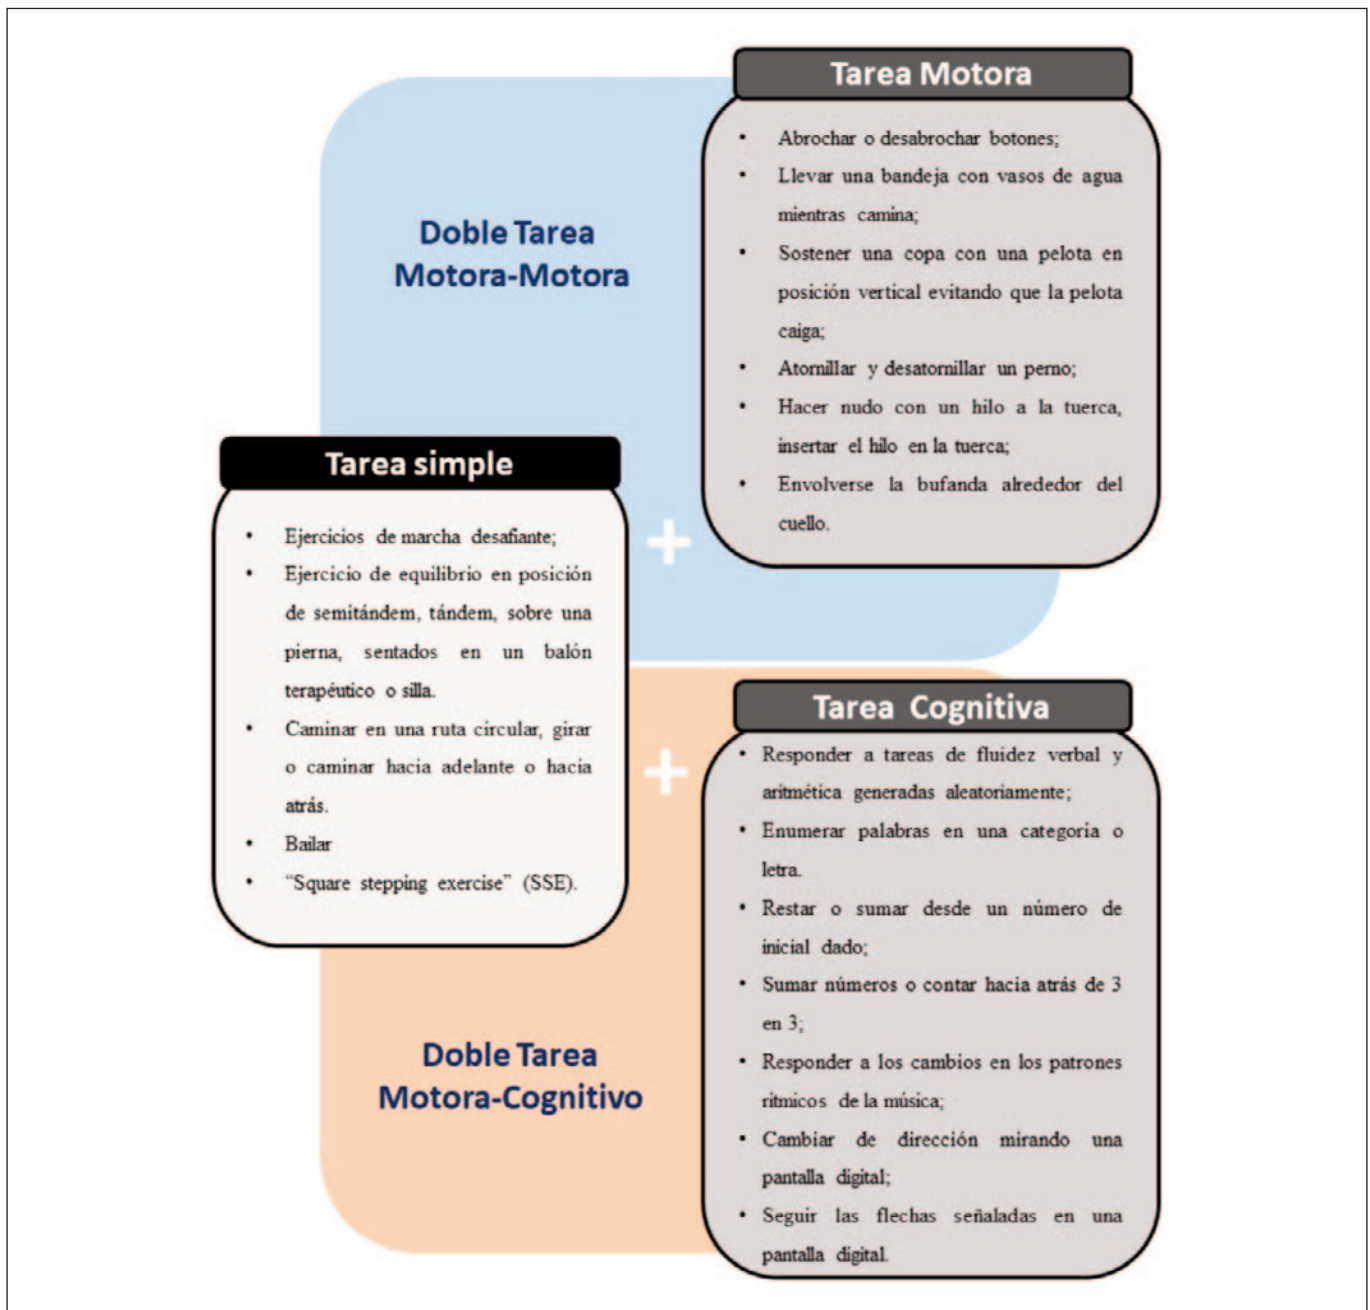 Tarea Motora
• Abrochar o desabrochar botones;
• Llevar una bandeja con vasos de agua
mientras camina;
• Sostener una copa con una pelota en
posición vertical evitando que la pelota
caiga;
• Atornillar y desatornillar un perno;
• Hacer nudo con un hilo a la tuerca,
insertar el hilo en la tuerca;
• Envolverse la bufanda alrededor del
cuello.
Doble Tarea
Motora-Motora
Tarea simple
• Ejercicios de marcha desafiante;
• Ejercicio de equilibrio en posición
de semitándem, tándem, sobre una
pierna, sentados en un balón
terapéutico o silla.
• Caminar en una ruta circular, girar
o caminar hacia adelante o hacia
atrás.
• Bailar
• “Square stepping exercise” (SSE).
+
+
Tarea Cognitiva
• Responder a tareas de fluidez verbal y
aritmética generadas aleatoriamente;
• Enumerar palabras en una categoria o
letra.
• Restar o sumar desde un número de
inicial dado;
• Sumar números o contar hacia atrás de 3
en 3;
• Responder a los cambios en los patrones
rítmicos de la música;
• Cambiar de dirección mirando una
pantalla digital;
• Seguir las flechas señaladas en una
pantalla digital.
Doble Tarea
Motora-Cognitivo